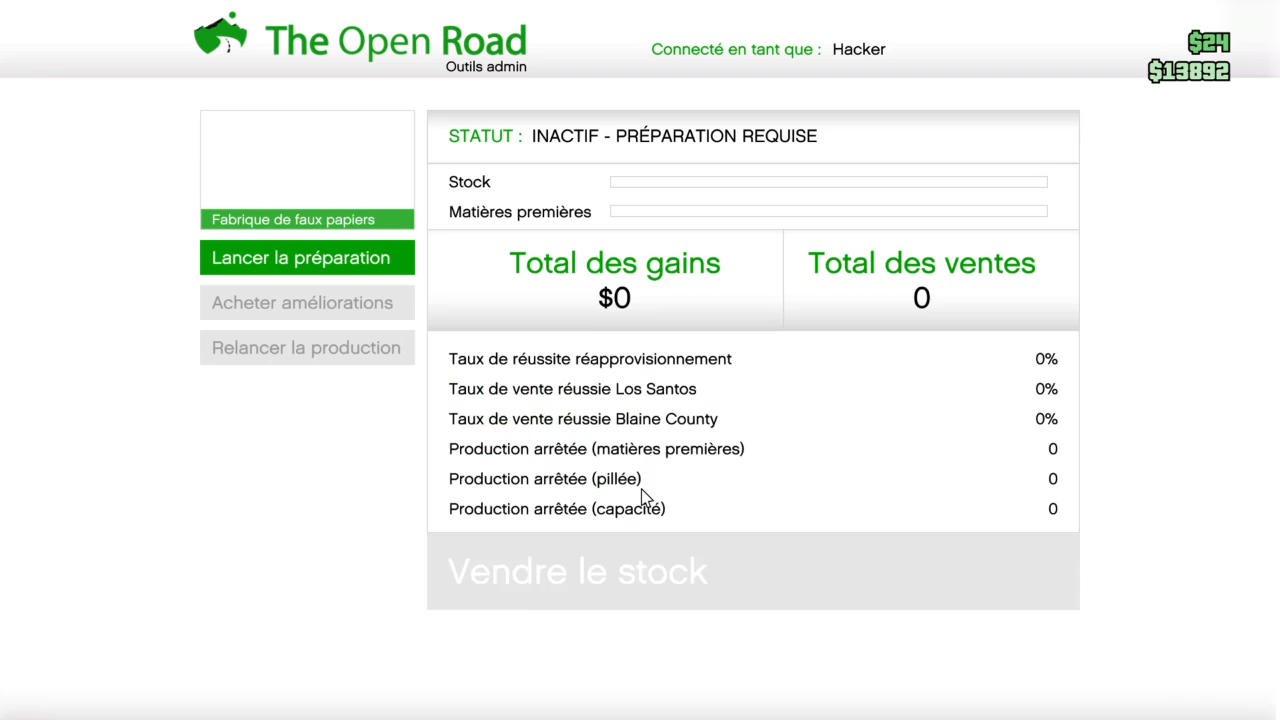 The Open Road
Outils admin
Connecté en tant que : Hacker
$24
$13892
Fabrique de faux papiers
Lancer la préparation
Acheter améliorations
Relancer la production
STATUT : INACTIF - PRÉPARATION REQUISE
Stock
Matières premières
Total des gains
$0
Total des ventes
0
Taux de réussite réapprovisionnement 0%
Taux de vente réussie Los Santos 0%
Taux de vente réussie Blaine County 0%
Production arrêtée (matières premières) 0
Production arrêtée (pillée) 0
Production arrêtée (capacité) 0
Vendre le stock